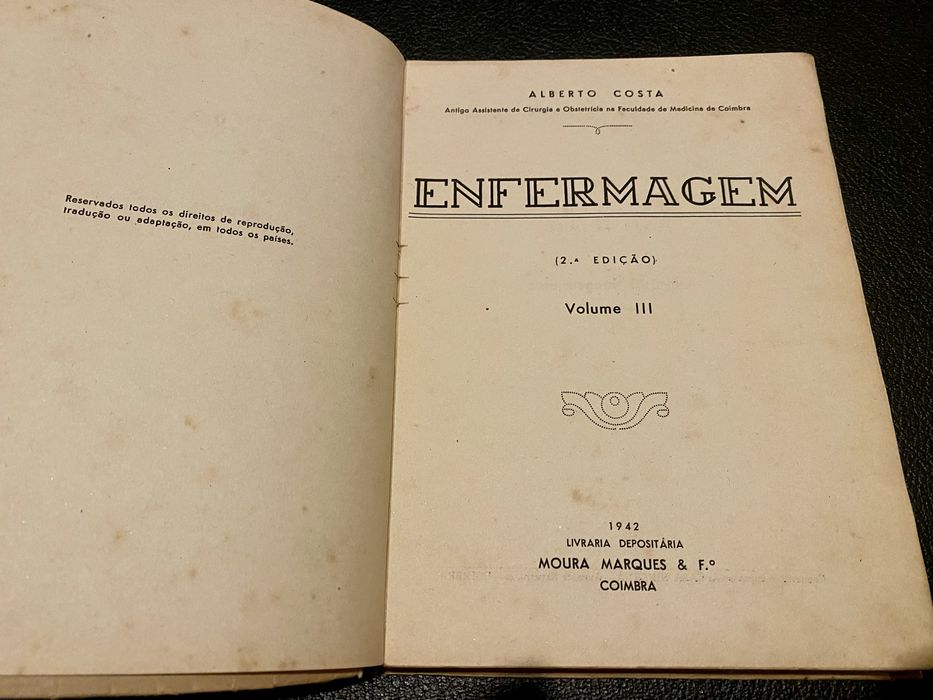 Reservados todos os direitos de reprodução,
tradução ou adaptação, em todos os países.
ALBERTO COSTA
Antigo Assistente de Cirurgia e Obstetrícia na Faculdade de Medicina de Coimbra
ENFERMAGEM
(2.ª EDIÇÃO)
Volume III
1942
LIVRARIA DEPOSITÁRIA
MOURA MARQUES & F.º
COIMBRA